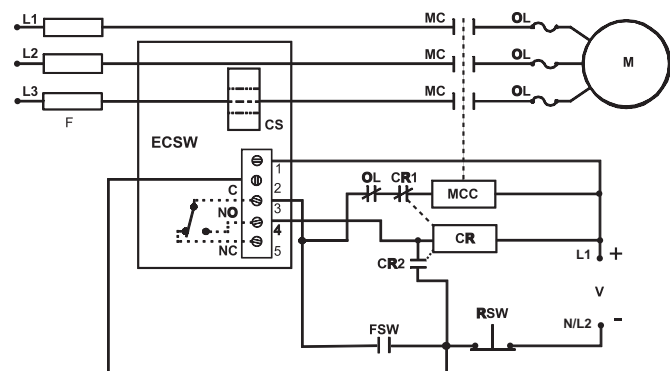 L1
MC
OL
L2
MC
OL
M
L3
MC
OL
F
CS
ECSW
1
OL
CR1
C
2
MCC
3
NO
4
CR
NC
5
CR2
L1
+
V
RSW
N/L2
-
FSW